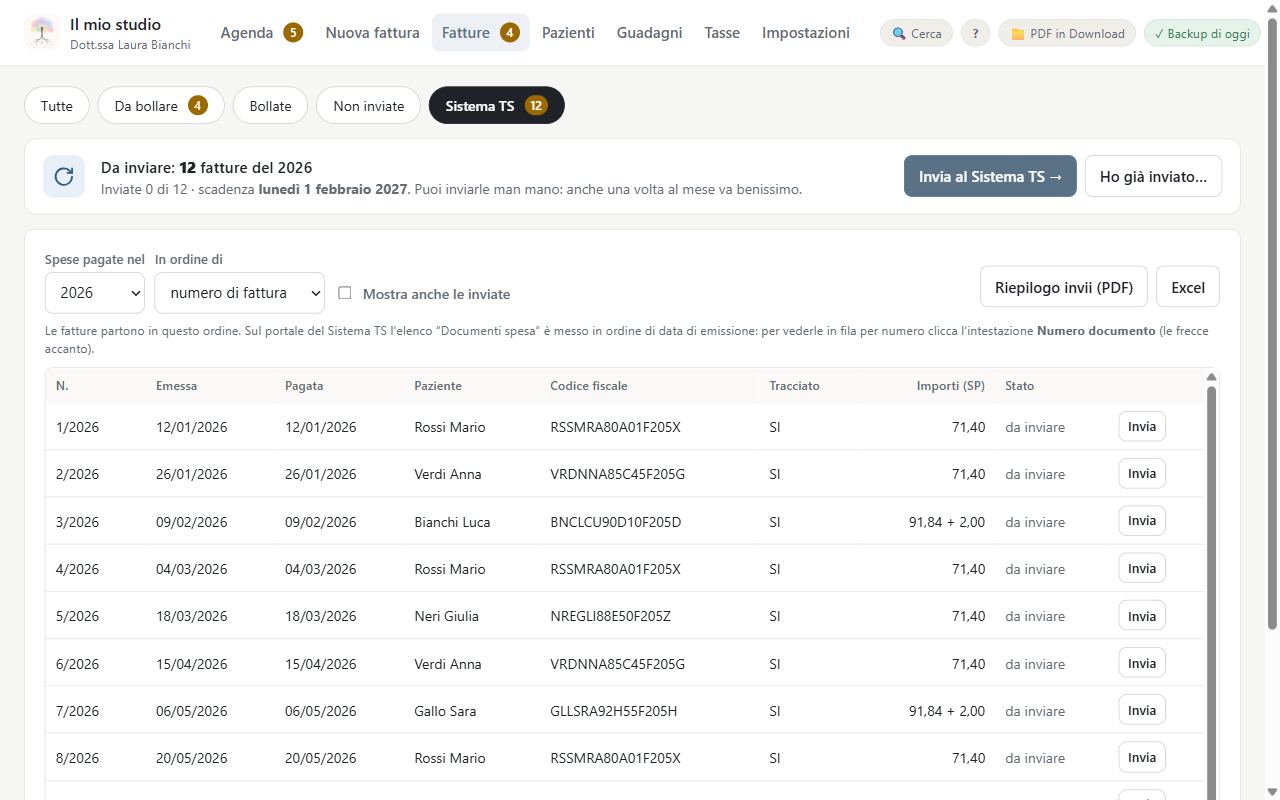 Il mio studio
Dott.ssa Laura Bianchi
Agenda 5 Nuova fattura Fatture 4 Pazienti Guadagni Tasse Impostazioni
Cerca ? PDF in Download ✓ Backup di oggi
Tutte Da bollare 4 Bollate Non inviate Sistema TS 12
Da inviare: 12 fatture del 2026
Inviate 0 di 12 · scadenza lunedì 1 febbraio 2027. Puoi inviarle man mano: anche una volta al mese va benissimo.
Invia al Sistema TS → Ho già inviato...
Spese pagate nel In ordine di
2026 numero di fattura Mostra anche le inviate
Riepilogo invii (PDF) Excel
Le fatture partono in questo ordine. Sul portale del Sistema TS l'elenco "Documenti spesa" è messo in ordine di data di emissione: per vederle in fila per numero clicca l'intestazione Numero documento (le frecce
accanto).
N. Emessa Pagata Paziente Codice fiscale Tracciato Importi (SP) Stato
1/2026 12/01/2026 12/01/2026 Rossi Mario RSSMRA80A01F205X SI 71,40 da inviare Invia
2/2026 26/01/2026 26/01/2026 Verdi Anna VRDNNA85C45F205G SI 71,40 da inviare Invia
3/2026 09/02/2026 09/02/2026 Bianchi Luca BNCLCU90D10F205D SI 91,84 + 2,00 da inviare Invia
4/2026 04/03/2026 04/03/2026 Rossi Mario RSSMRA80A01F205X SI 71,40 da inviare Invia
5/2026 18/03/2026 18/03/2026 Neri Giulia NREGLI88E50F205Z SI 71,40 da inviare Invia
6/2026 15/04/2026 15/04/2026 Verdi Anna VRDNNA85C45F205G SI 71,40 da inviare Invia
7/2026 06/05/2026 06/05/2026 Gallo Sara GLLSRA92H55F205H SI 91,84 + 2,00 da inviare Invia
8/2026 20/05/2026 20/05/2026 Rossi Mario RSSMRA80A01F205X SI 71,40 da inviare Invia